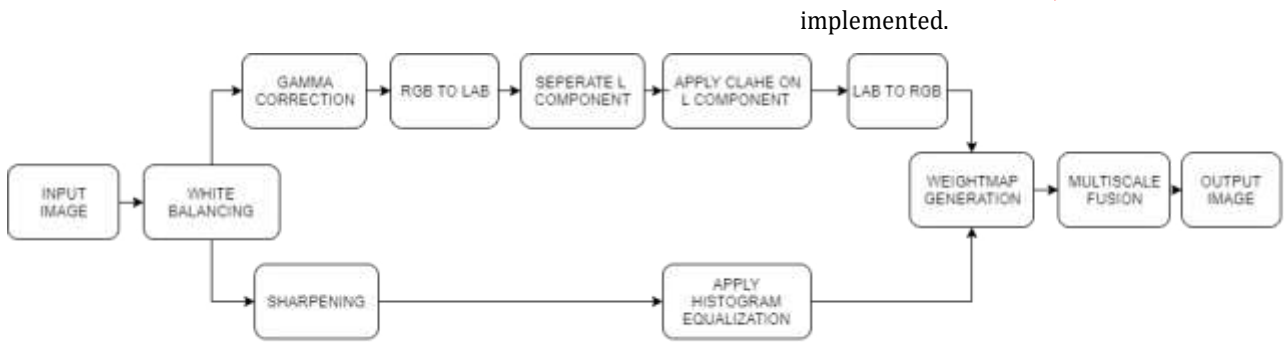 implemented.
GAMMA
CORRECTION
RGB TO LAB
SEPERATE L
COMPONENT
APPLY CLAHE ON
L COMPONENT
LAB TO RGB
INPUT
IMAGE
WHITE
BALANCING
WEIGHTMAP
GENERATION
MULTISCALE
FUSION
OUTPUT
IMAGE
SHARPENING
APPLY
HISTOGRAM
EQUALIZATION